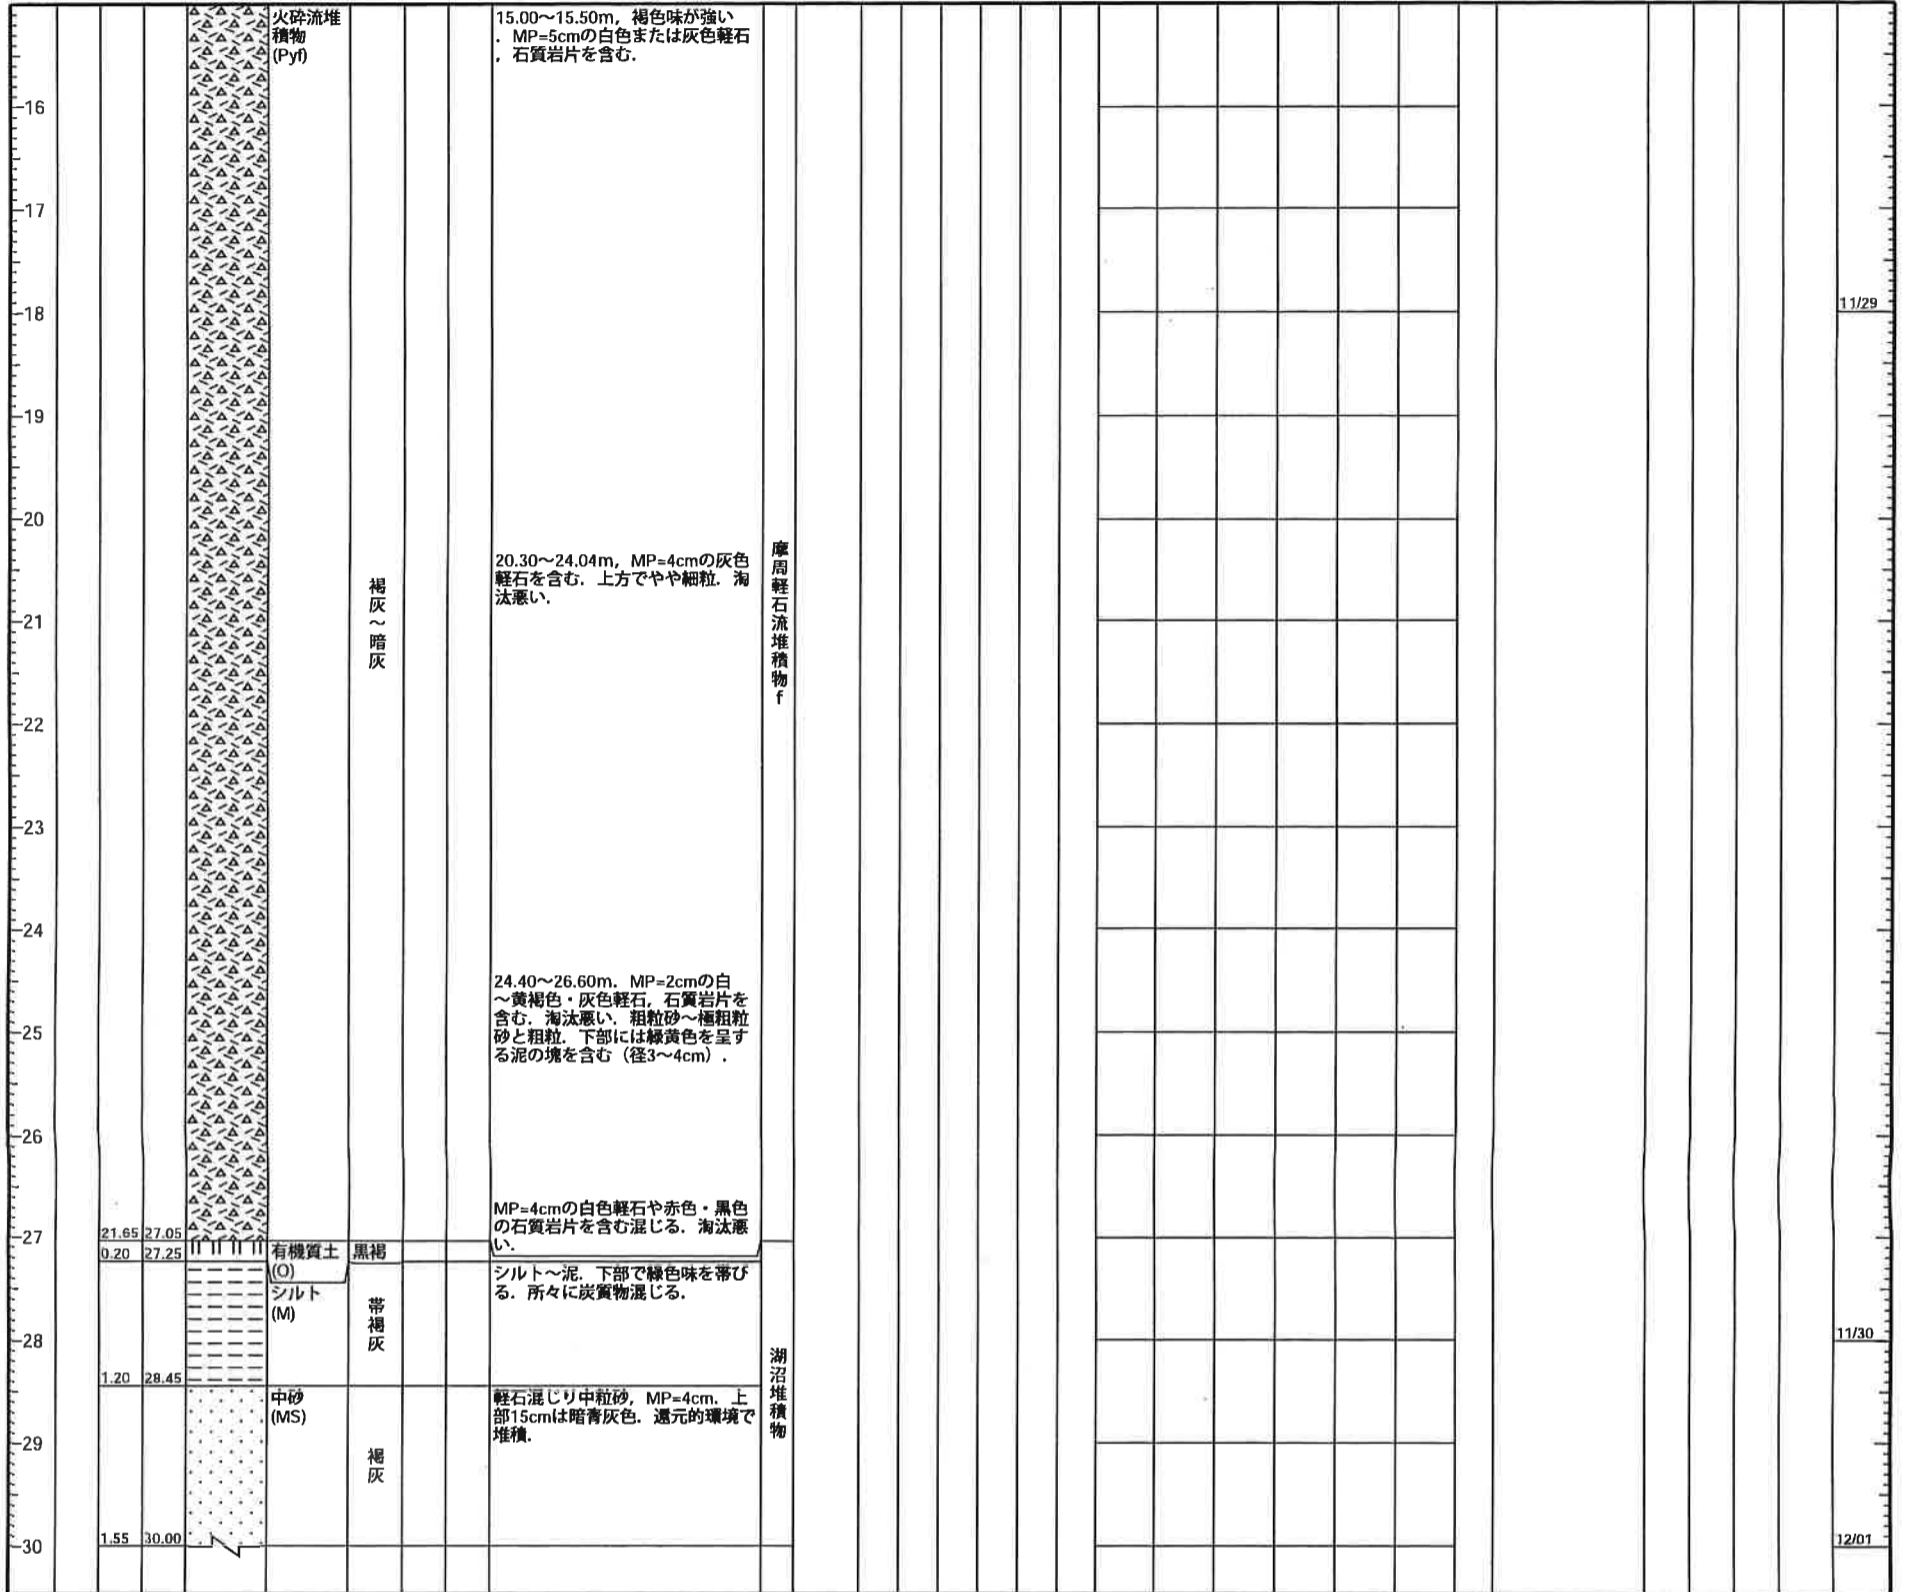 火砕流堆
積物
(Pyf)
15.00～15.50m，褐色味が強い
．MP=5cmの白色または灰色軽石
，石質岩片を含む．
16
17
18
11/29
19
20
褐灰～暗灰
20.30～24.04m，MP=4cmの灰色
軽石を含む．上方でやや細粒．淘
汰悪い．
摩周軽石流堆積物f
21
22
23
24
24.40～26.60m．MP=2cmの白
～黄褐色・灰色軽石，石質岩片を
含む．淘汰悪い．粗粒砂～極粗粒
砂と粗粒．下部には緑黄色を呈す
る泥の塊を含む（径3～4cm）．
25
26
MP=4cmの白色軽石や赤色・黒色
の石質岩片を含む混じる．淘汰悪
い．
27
21.65 27.05
0.20 27.25
有機質土
(O)
黒褐
シルト
(M)
帯褐灰
シルト～泥．下部で緑色味を帯び
る．所々に炭質物混じる．
28
11/30
1.20 28.45
中砂
(MS)
褐灰
軽石混じり中粒砂，MP=4cm．上
部15cmは暗青灰色．還元的環境で
堆積．
湖沼堆積物
29
1.55 30.00
30
12/01